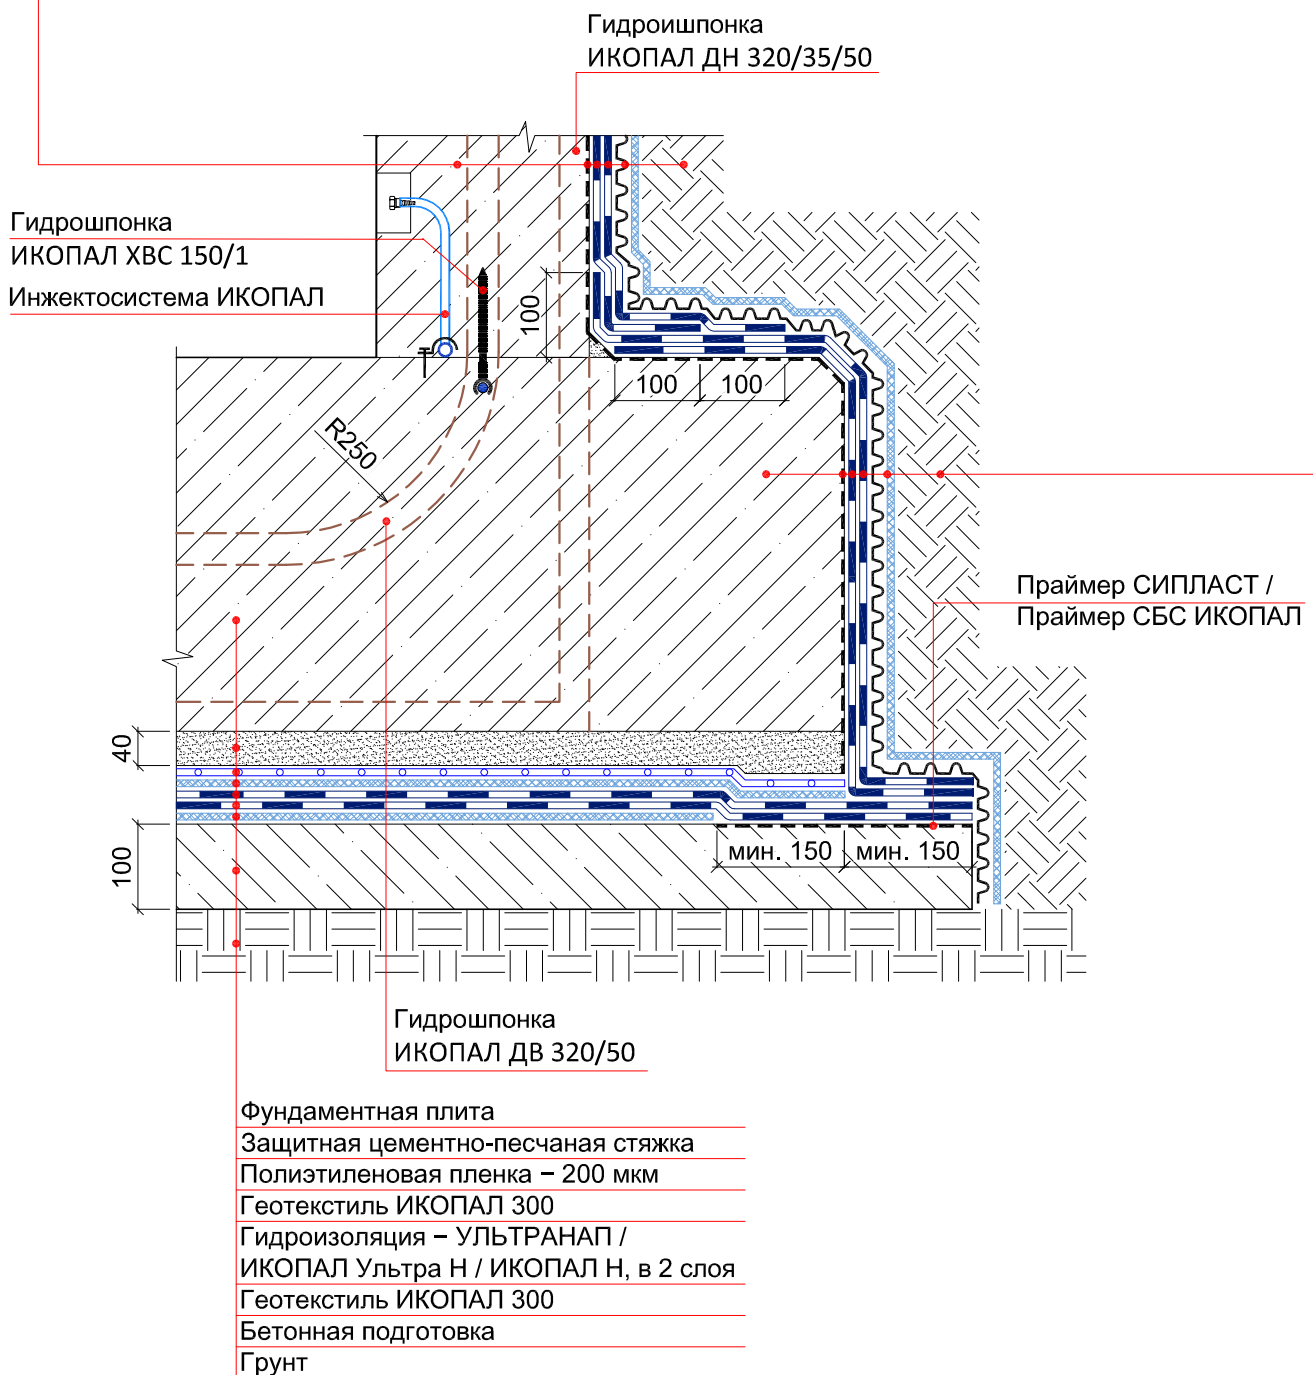 Гидроишпонка
ИКОПАЛ ДН 320/35/50
Гидрошпонка
ИКОПАЛ ХВС 150/1
Инжектосистема ИКОПАЛ
100
100
100
R250
Праймер СИПЛАСТ /
Праймер СБС ИКОПАЛ
40
100
мин. 150
мин. 150
Гидрошпонка
ИКОПАЛ ДВ 320/50
Фундаментная плита
Защитная цементно-песчаная стяжка
Полиэтиленовая пленка – 200 мкм
Геотекстиль ИКОПАЛ 300
Гидроизоляция – УЛЬТРАНАП /
ИКОПАЛ Ультра Н / ИКОПАЛ Н, в 2 слоя
Геотекстиль ИКОПАЛ 300
Бетонная подготовка
Грунт